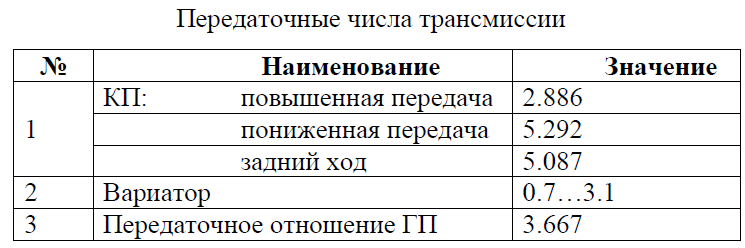 Передаточные числа трансмиссии
№ Наименование Значение
1 КП: повышенная передача 2.886
пониженная передача 5.292
задний ход 5.087
2 Вариатор 0.7…3.1
3 Передаточное отношение ГП 3.667